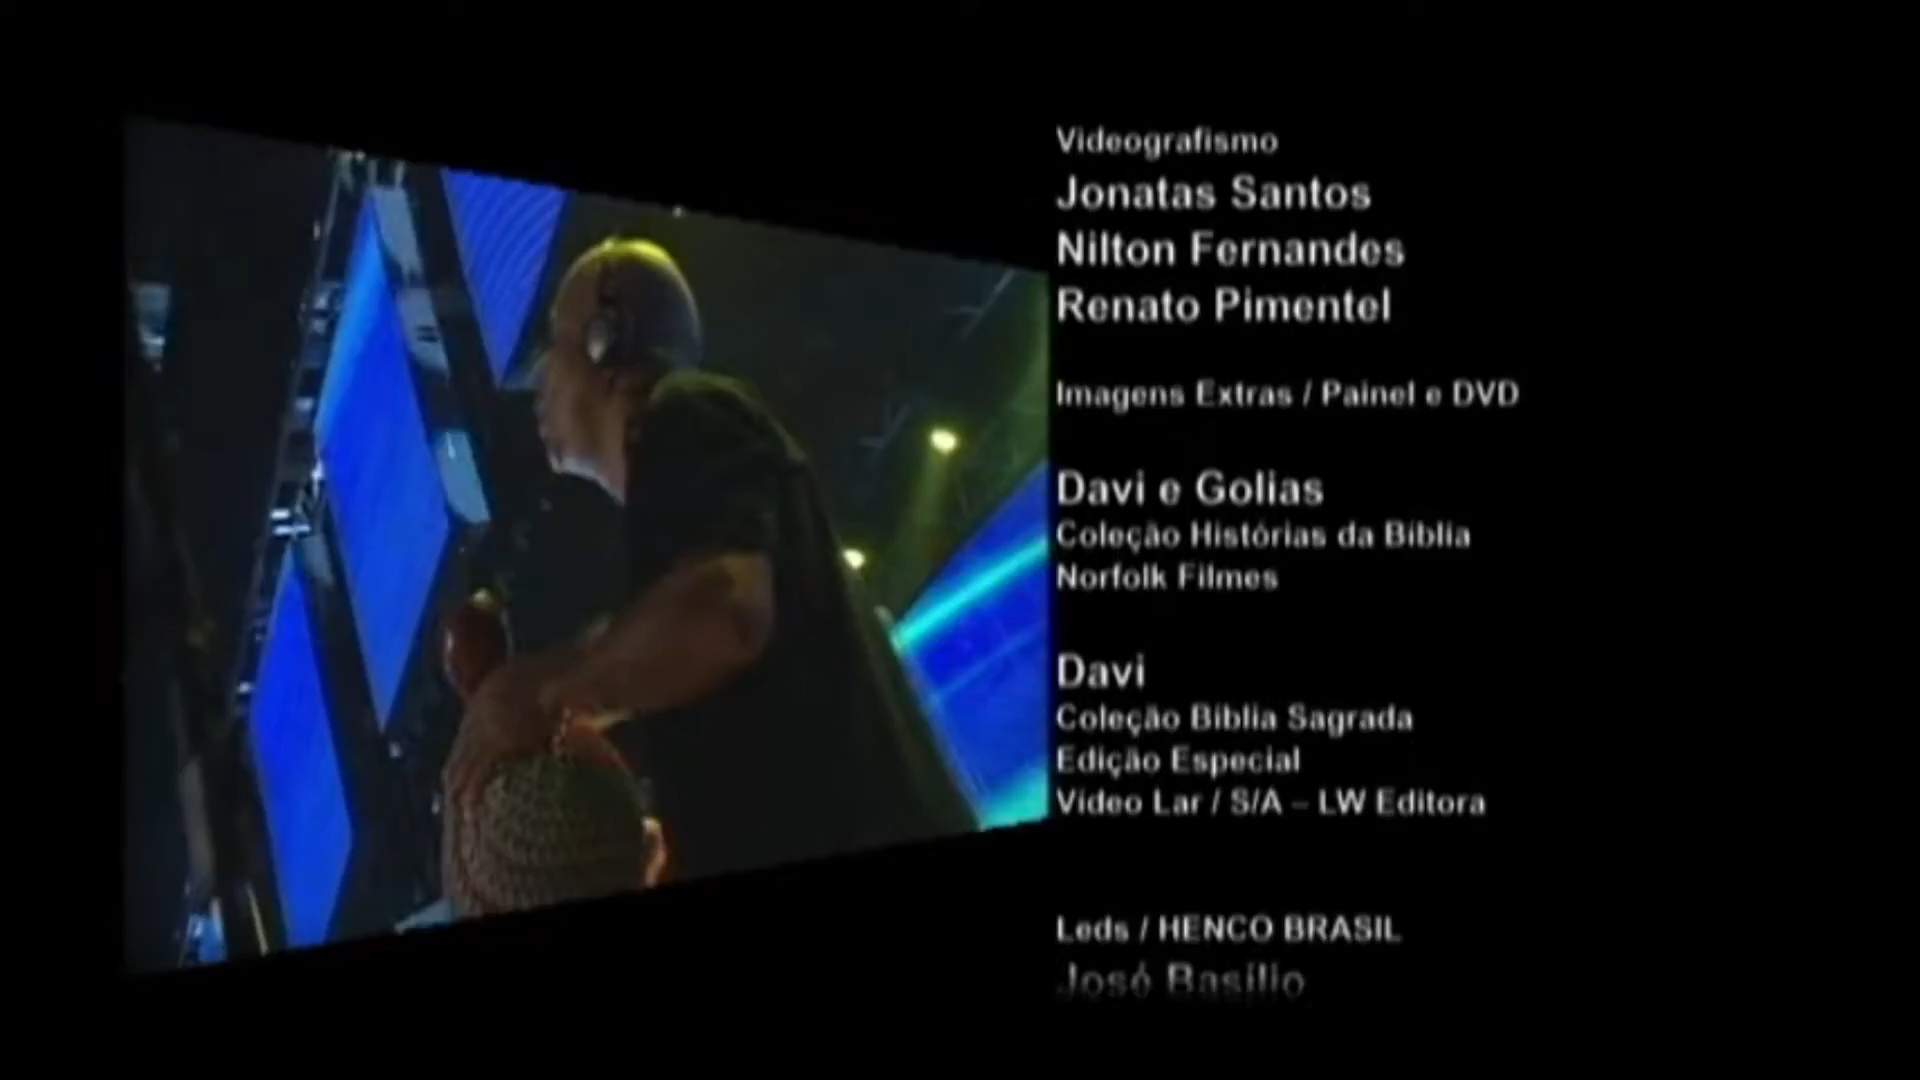 Videografismo
Jonatas Santos
Nilton Fernandes
Renato Pimentel
Imagens Extras / Painel e DVD
Davi e Golias
Coleção Histórias da Bíblia
Norfolk Filmes
Davi
Coleção Bíblia Sagrada
Edição Especial
Vídeo Lar / S/A – LW Editora
Leds / HENCO BRASIL
José Basílio